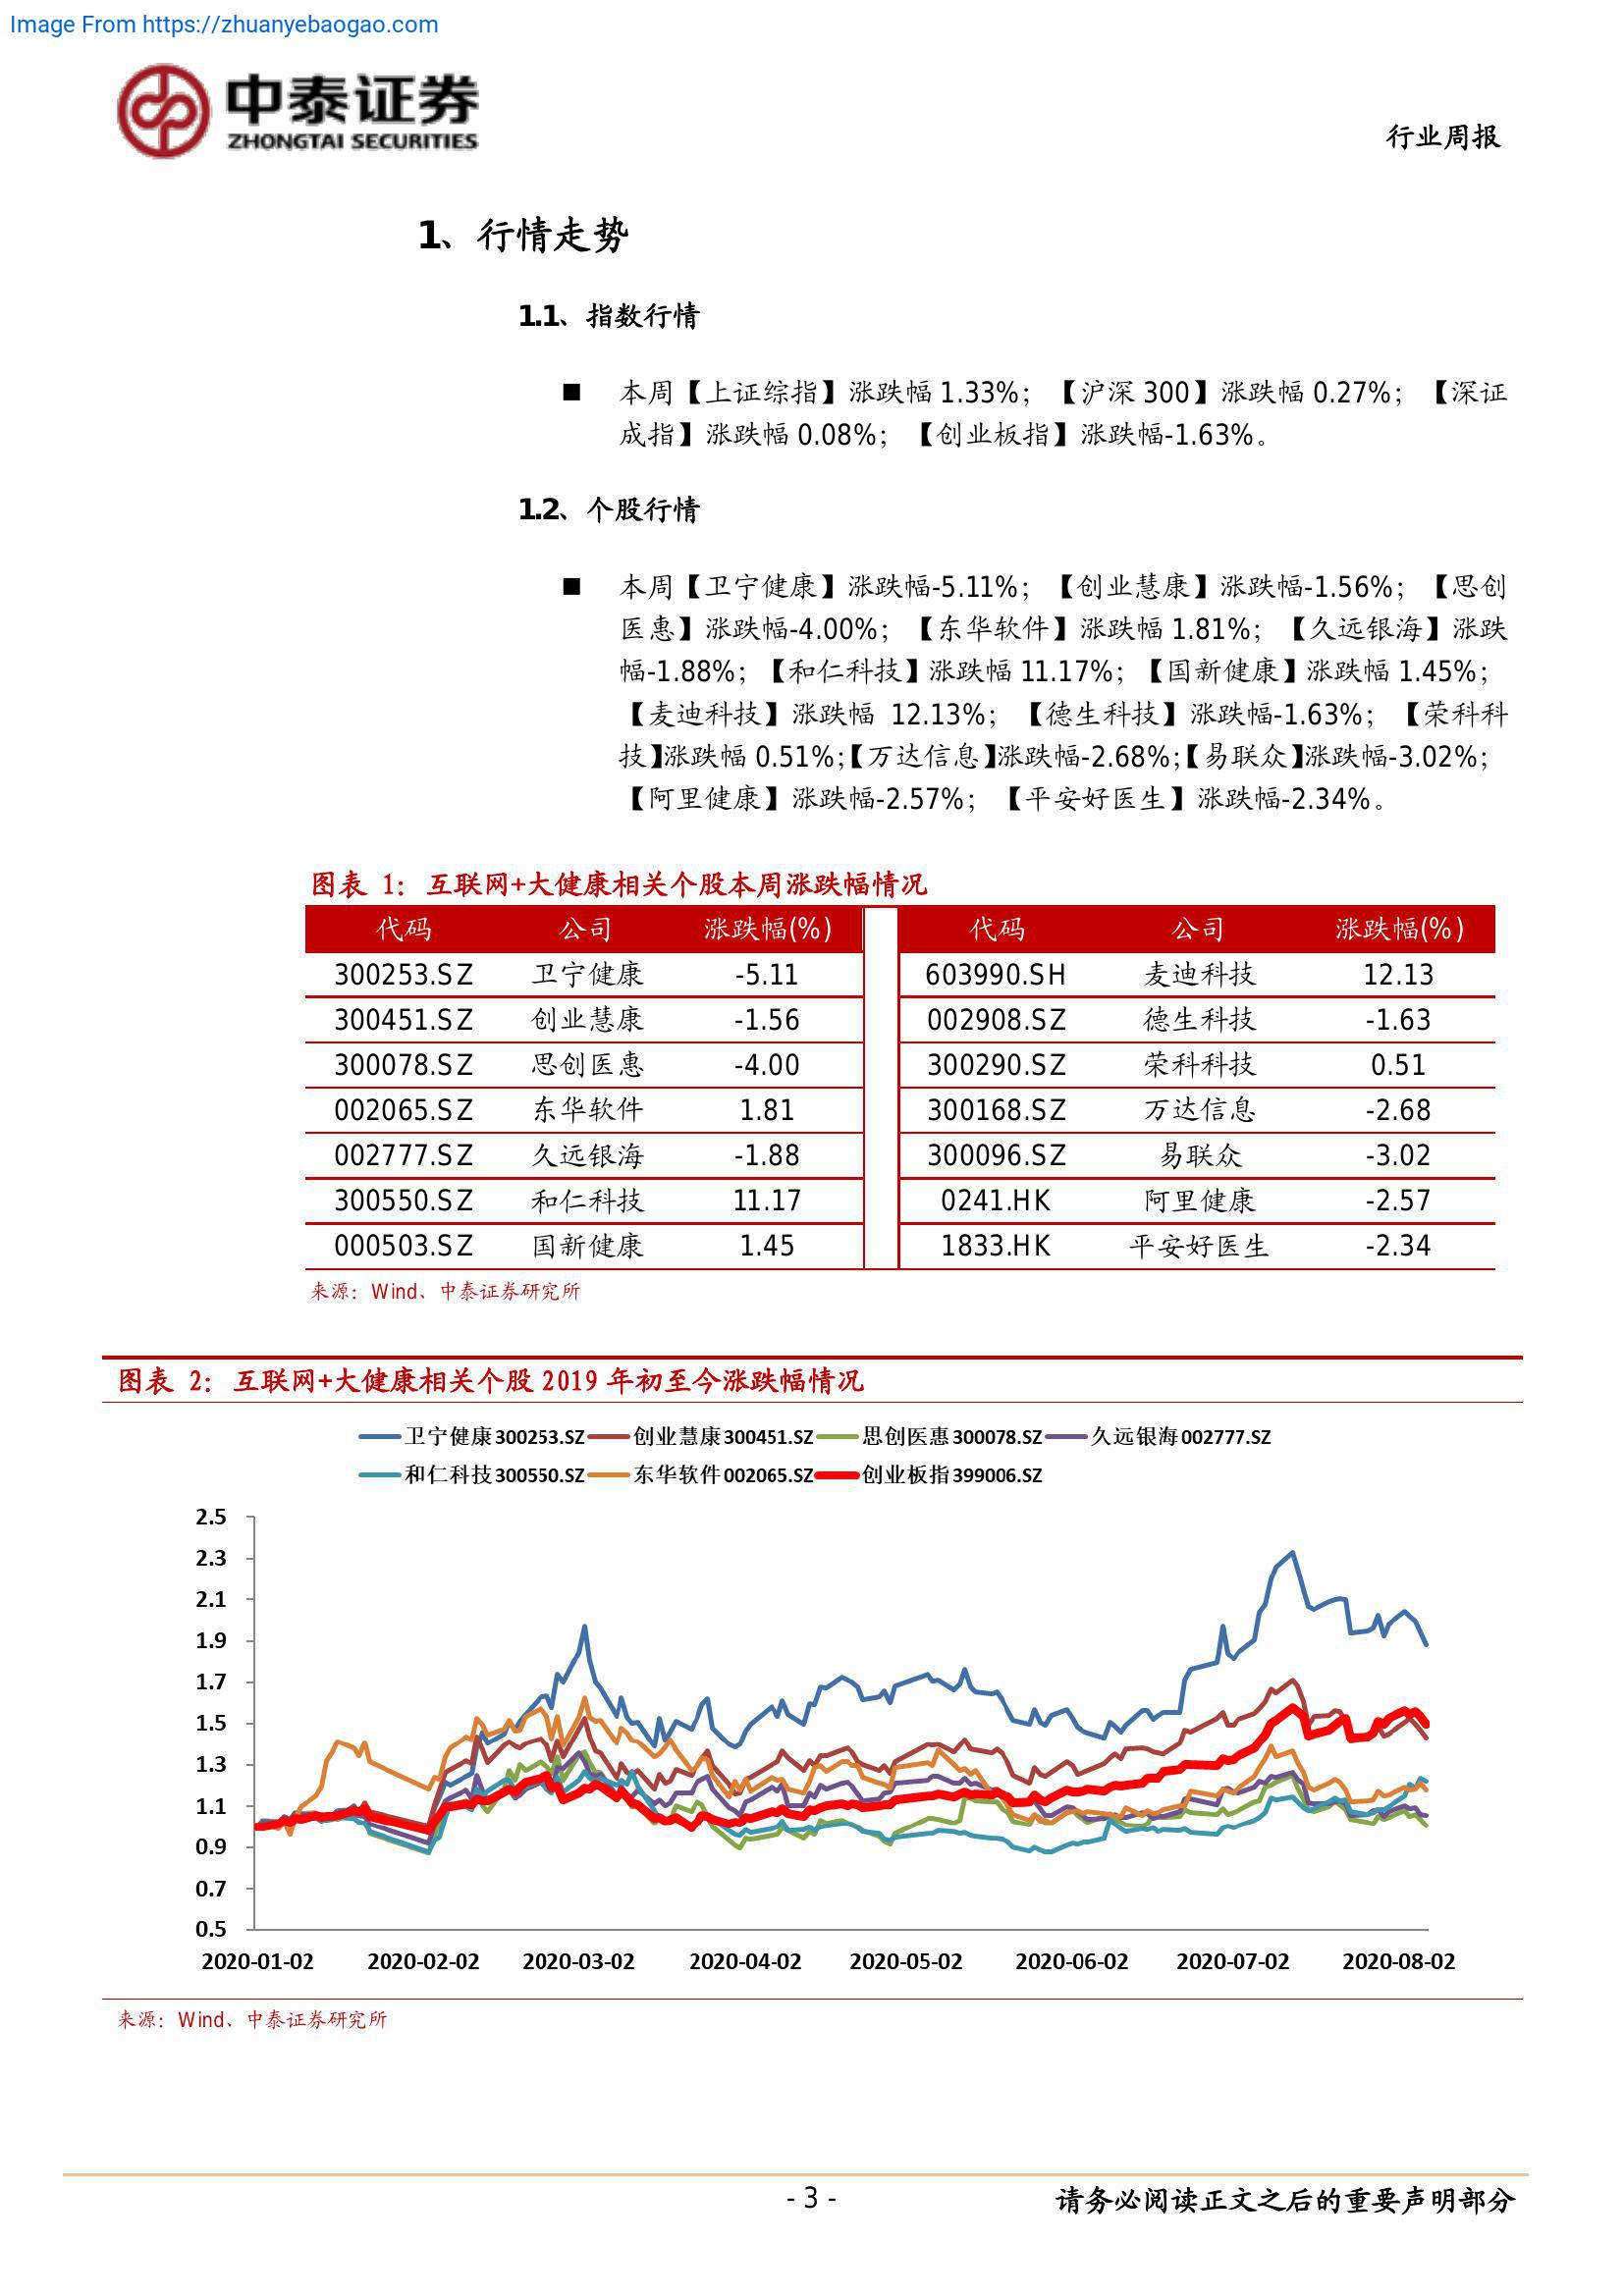 Image From https://zhuanyebaogao.com
中泰证券
ZHONGTAI SECURITIES
行业周报
1、行情走势
1.1、指数行情
■ 本周【上证综指】涨跌幅 1.33%；【沪深 300】涨跌幅 0.27%；【深证
成指】涨跌幅 0.08%；【创业板指】涨跌幅-1.63%。
1.2、个股行情
■ 本周【卫宁健康】涨跌幅-5.11%；【创业慧康】涨跌幅-1.56%；【思创
医惠】涨跌幅-4.00%；【东华软件】涨跌幅 1.81%；【久远银海】涨跌
幅-1.88%；【和仁科技】涨跌幅 11.17%；【国新健康】涨跌幅 1.45%；
【麦迪科技】涨跌幅 12.13%；【德生科技】涨跌幅-1.63%；【荣科科
技】涨跌幅 0.51%；【万达信息】涨跌幅-2.68%；【易联众】涨跌幅-3.02%；
【阿里健康】涨跌幅-2.57%；【平安好医生】涨跌幅-2.34%。
图表 1：互联网+大健康相关个股本周涨跌幅情况
代码 公司 涨跌幅(%) 代码 公司 涨跌幅(%)
300253.SZ 卫宁健康 -5.11 603990.SH 麦迪科技 12.13
300451.SZ 创业慧康 -1.56 002908.SZ 德生科技 -1.63
300078.SZ 思创医惠 -4.00 300290.SZ 荣科科技 0.51
002065.SZ 东华软件 1.81 300168.SZ 万达信息 -2.68
002777.SZ 久远银海 -1.88 300096.SZ 易联众 -3.02
300550.SZ 和仁科技 11.17 0241.HK 阿里健康 -2.57
000503.SZ 国新健康 1.45 1833.HK 平安好医生 -2.34
来源：Wind、中泰证券研究所
图表 2：互联网+大健康相关个股 2019 年初至今涨跌幅情况
卫宁健康300253.SZ 创业慧康300451.SZ 思创医惠300078.SZ 久远银海002777.SZ
和仁科技300550.SZ 东华软件002065.SZ 创业板指399006.SZ
2.5
2.3
2.1
1.9
1.7
1.5
1.3
1.1
0.9
0.7
0.5
2020-01-02 2020-02-02 2020-03-02 2020-04-02 2020-05-02 2020-06-02 2020-07-02 2020-08-02
来源：Wind、中泰证券研究所
- 3 -
请务必阅读正文之后的重要声明部分